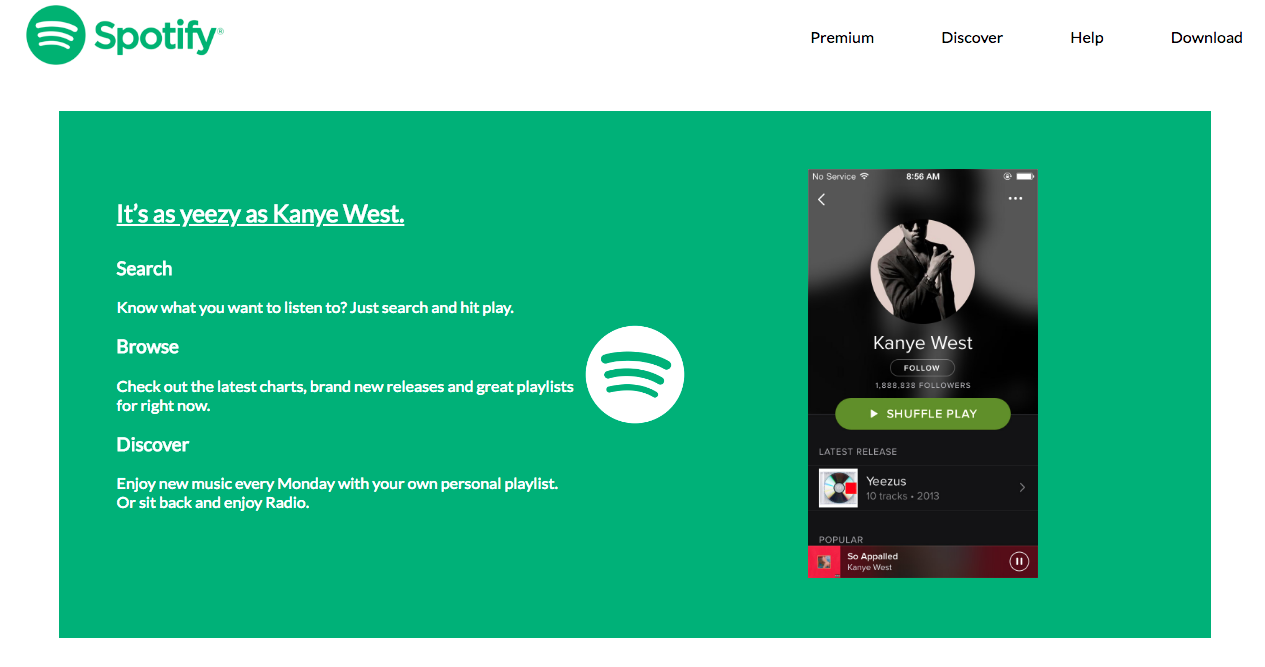 Spotify®
Premium Discover Help Download
It's as yeezy as Kanye West.
Search
Know what you want to listen to? Just search and hit play.
Browse
Check out the latest charts, brand new releases and great playlists
for right now.
Discover
Enjoy new music every Monday with your own personal playlist.
Or sit back and enjoy Radio.
No Service 8:56 AM
Kanye West
FOLLOW
1,888,838 FOLLOWERS
SHUFFLE PLAY
LATEST RELEASE
Yeezus
10 tracks • 2013
POPULAR
So Appalled
Kanye West